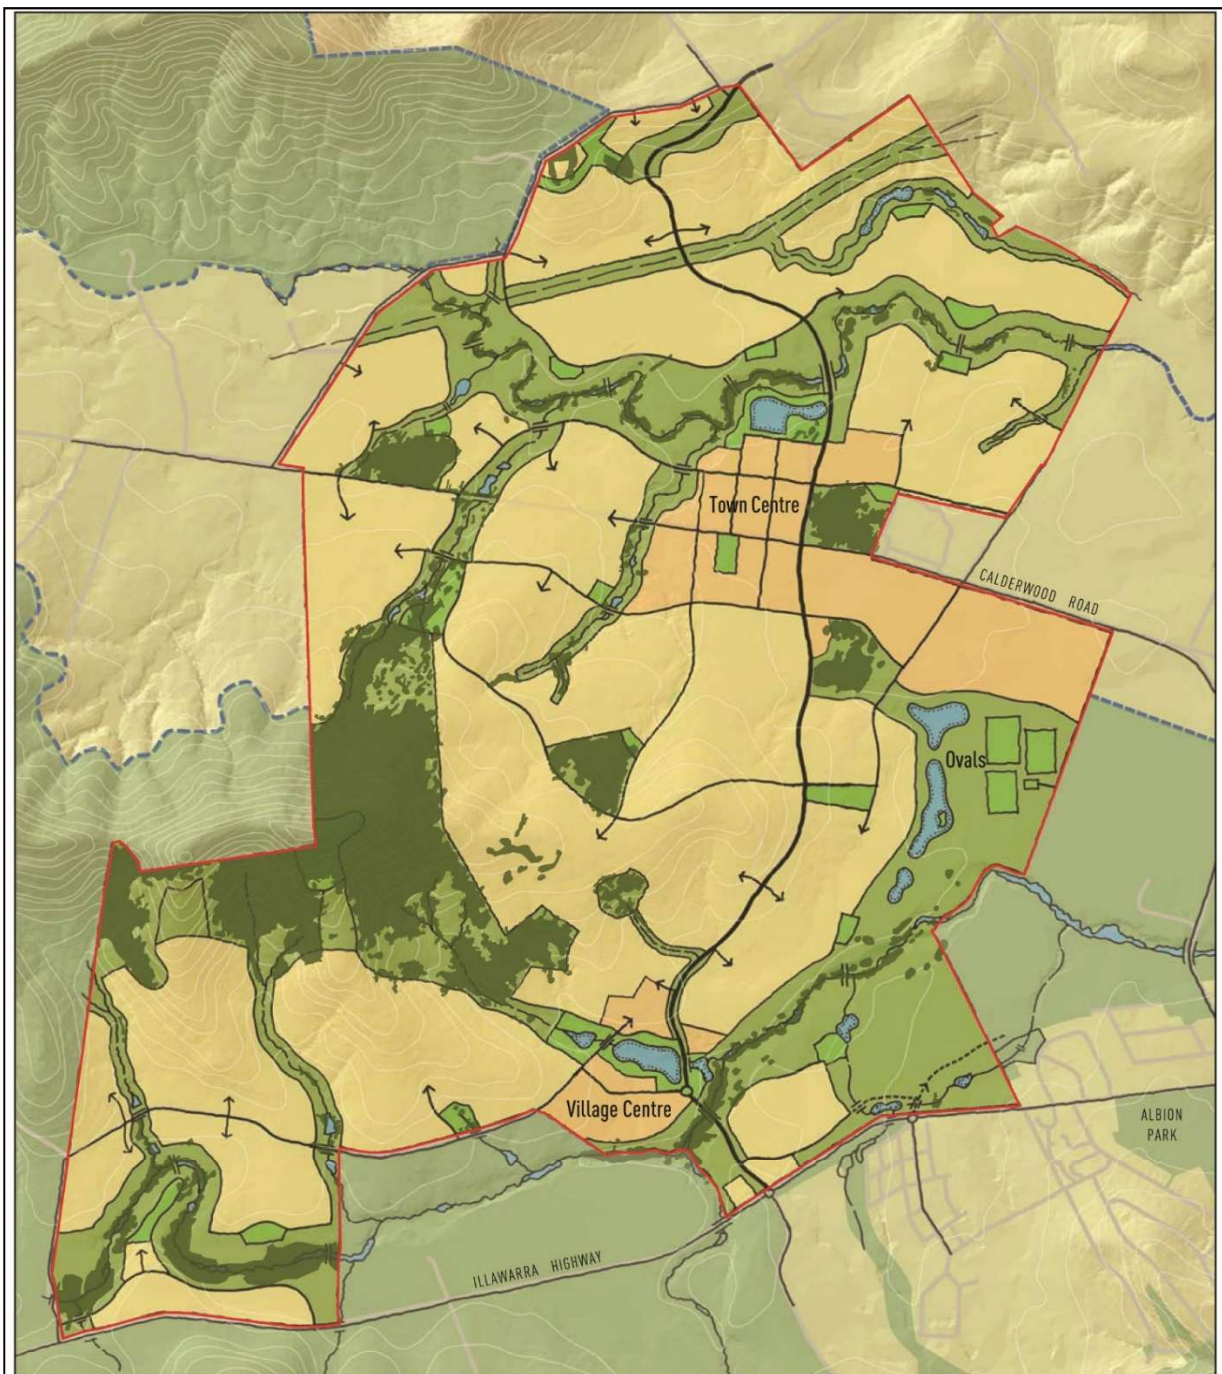 Town Centre
CALDERWOOD ROAD
Ovals
Village Centre
ALBION
PARK
ILLAWARRA HIGHWAY